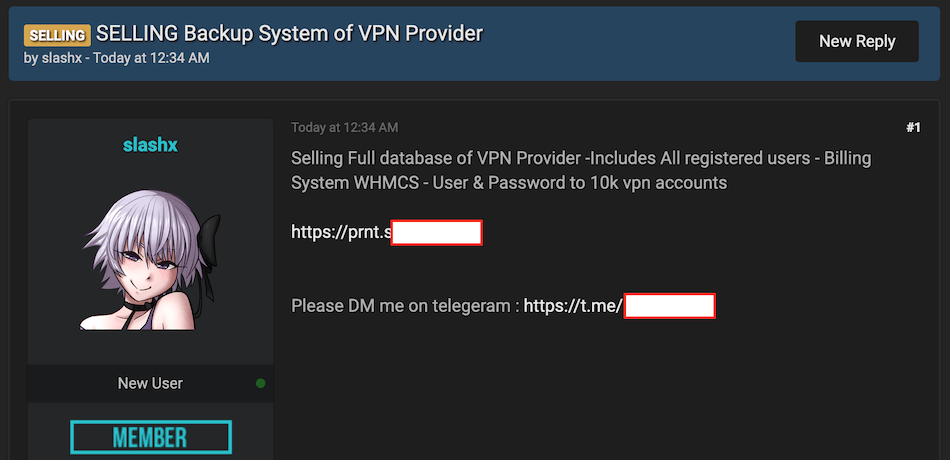 SELLING SELLING Backup System of VPN Provider
by slashx - Today at 12:34 AM
New Reply
slashx
New User
MEMBER
Today at 12:34 AM
#1
Selling Full database of VPN Provider -Includes All registered users - Billing
System WHMCS - User & Password to 10k vpn accounts
https://prnt.s
Please DM me on telegeram : https://t.me/